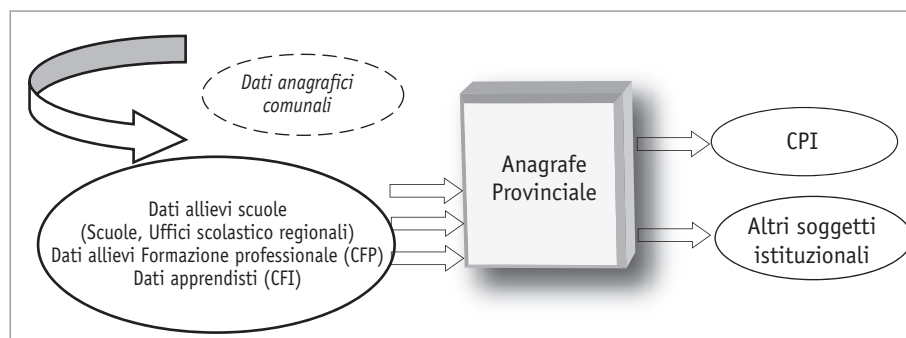 Dati anagrafici
comunali
Dati allievi scuole
(Scuole, Uffici scolastico regionali)
Dati allievi Formazione professionale (CFP)
Dati apprendisti (CFI)
Anagrafe
Provinciale
CPI
Altri soggetti
istituzionali